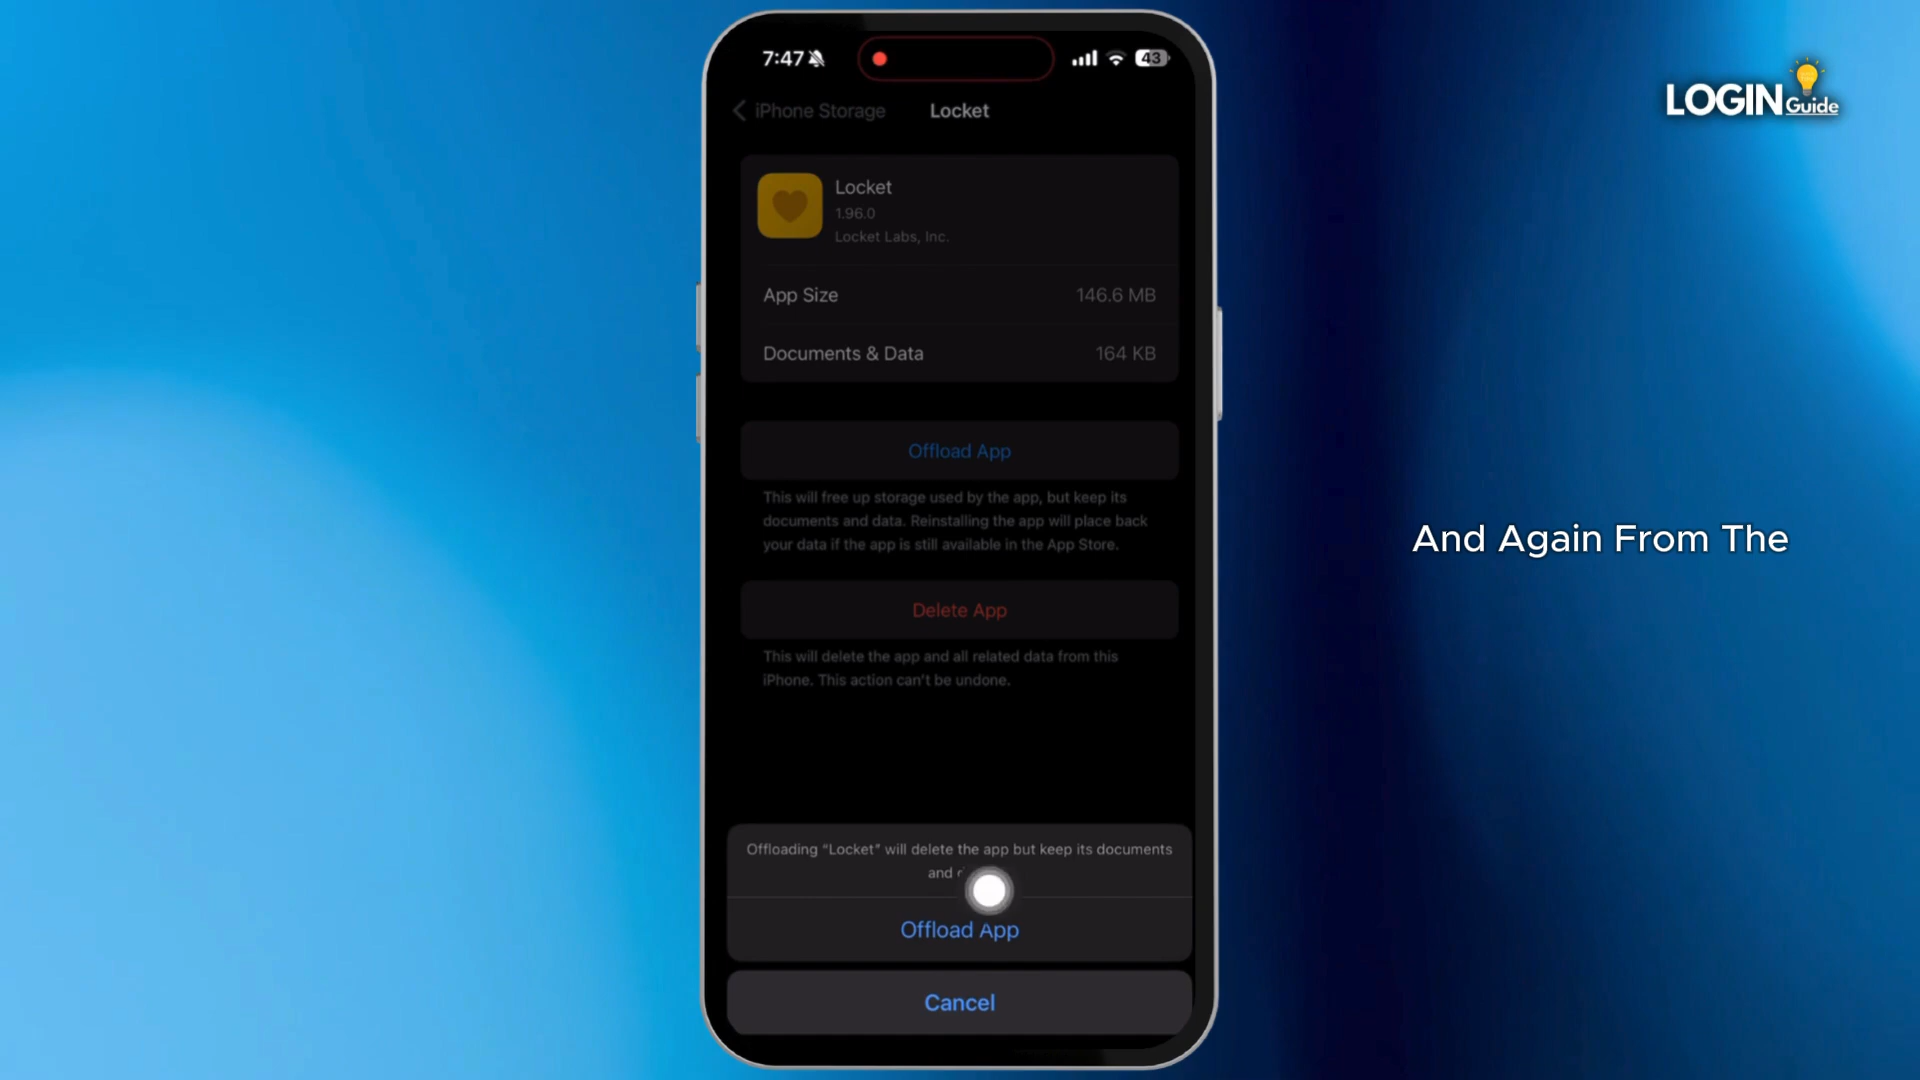 7:47
43
LOGIN Guide
iPhone Storage
Locket
Locket
1.96.0
Locket Labs, Inc.
App Size
146.6 MB
Documents & Data
164 KB
Offload App
This will free up storage used by the app, but keep its
documents and data. Reinstalling the app will place back
your data if the app is still available in the App Store.
And Again From The
Delete App
This will delete the app and all related data from this
iPhone. This action can't be undone.
Offloading “Locket” will delete the app but keep its documents
and
Offload App
Cancel